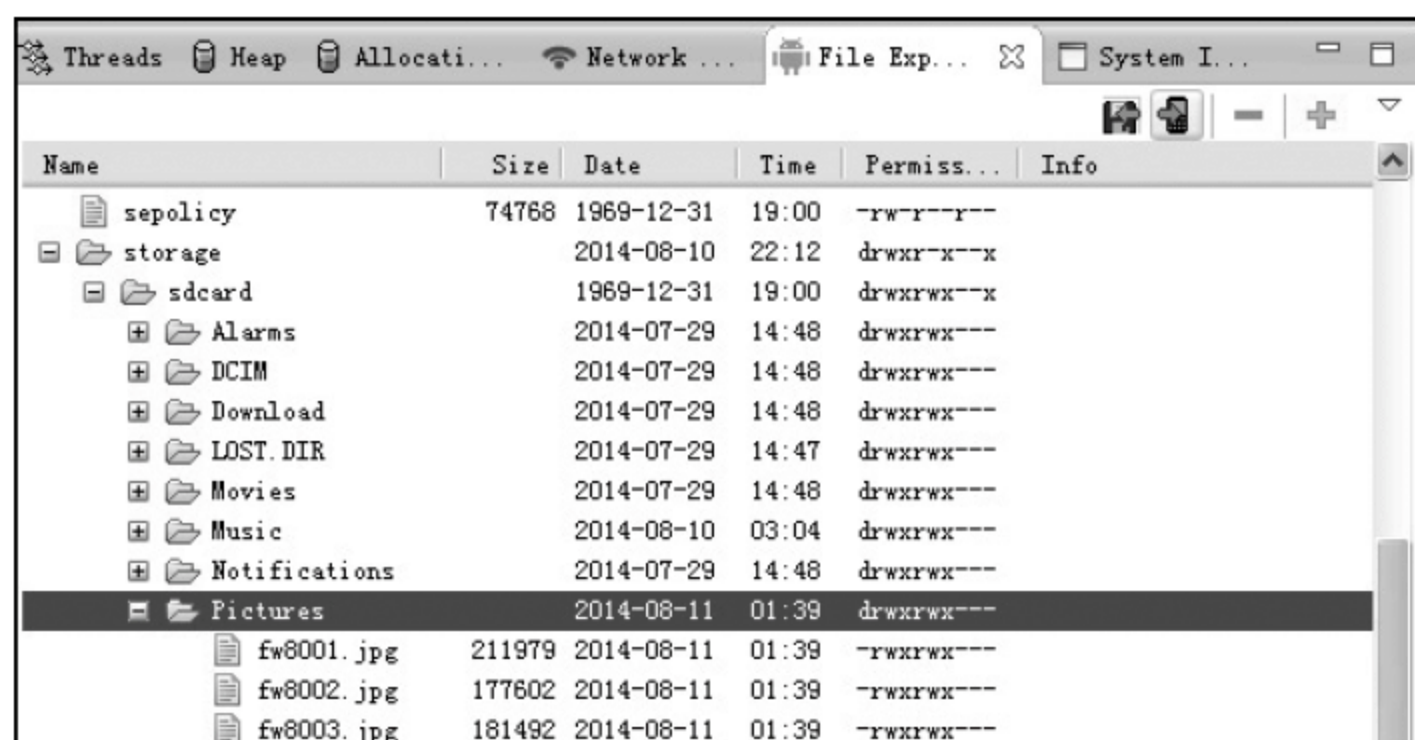 Threads Heap Allocati... Network ... File Exp... System I...
Name Size Date Time Permiss... Info
sepolicy 74768 1969-12-31 19:00 -rw-r--r--
storage 2014-08-10 22:12 drwxr-x--x
sdcard 1969-12-31 19:00 drwxrwx--x
Alarms 2014-07-29 14:48 drwxrwx---
DCIM 2014-07-29 14:48 drwxrwx---
Download 2014-07-29 14:48 drwxrwx---
LOST.DIR 2014-07-29 14:47 drwxrwx---
Movies 2014-07-29 14:48 drwxrwx---
Music 2014-08-10 03:04 drwxrwx---
Notifications 2014-07-29 14:48 drwxrwx---
Pictures 2014-08-11 01:39 drwxrwx---
fw8001.jpg 211979 2014-08-11 01:39 -rwxrwx---
fw8002.jpg 177602 2014-08-11 01:39 -rwxrwx---
fw8003.jpg 181492 2014-08-11 01:39 -rwxrwx---